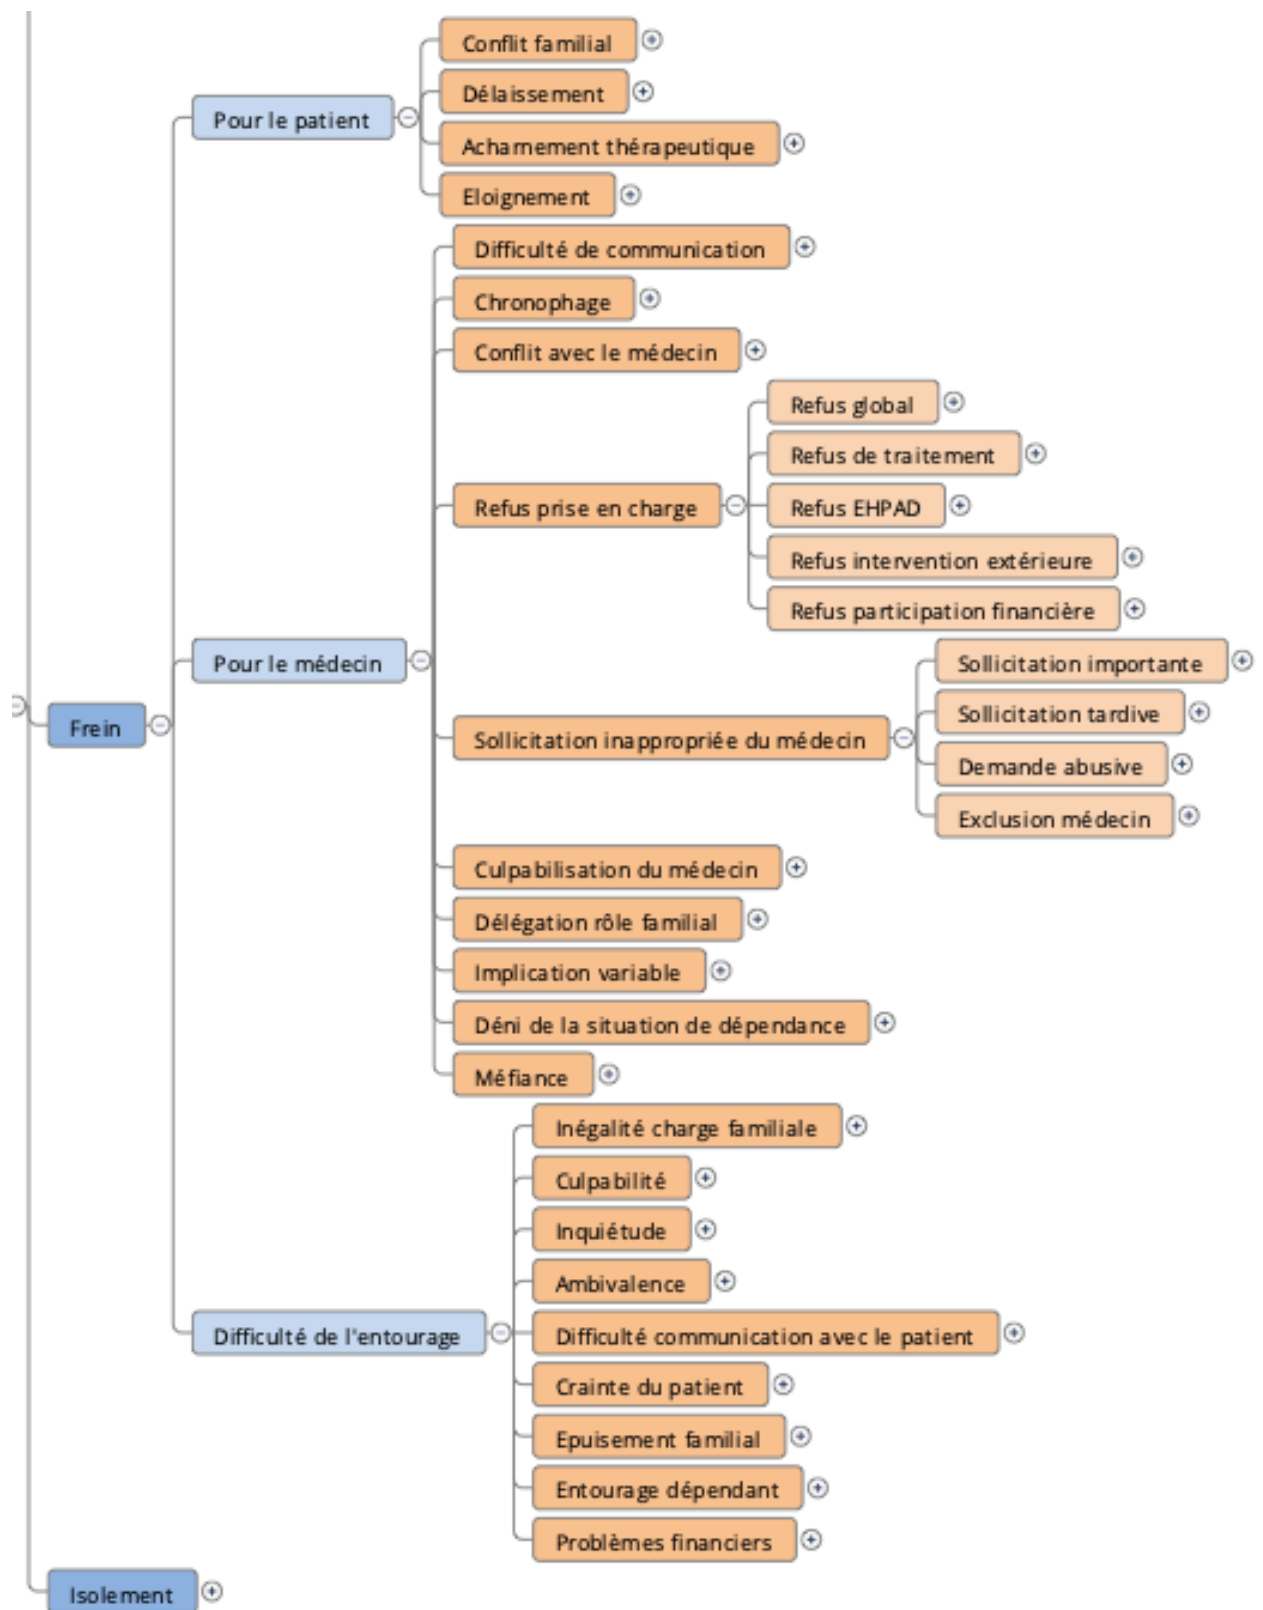 Conflit familial
Délaissement
Pour le patient
Acharnement thérapeutique
Eloignement
Difficulté de communication
Chronophage
Conflit avec le médecin
Refus global
Refus de traitement
Refus prise en charge
Refus EHPAD
Refus intervention extérieure
Refus participation financière
Pour le médecin
Sollicitation importante
Sollicitation tardive
Frein
Sollicitation inappropriée du médecin
Demande abusive
Exclusion médecin
Culpabilisation du médecin
Délégation rôle familial
Implication variable
Déni de la situation de dépendance
Méfiance
Inégalité charge familiale
Culpabilité
Inquiétude
Ambivalence
Difficulté de l'entourage
Difficulté communication avec le patient
Crainte du patient
Epuisement familial
Entourage dépendant
Problèmes financiers
Isolement